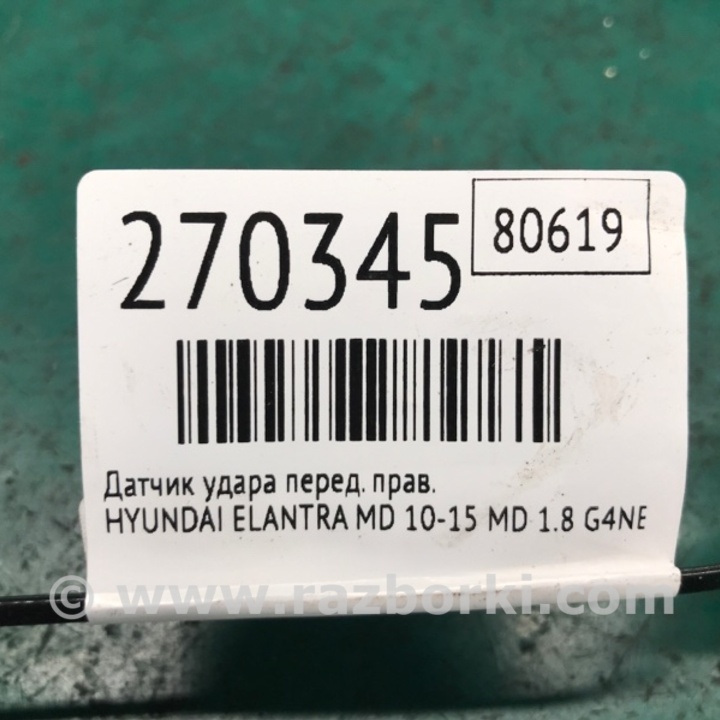 270345
80619
Датчик удара перед. прав.
HYUNDAI ELANTRA MD 10-15 MD 1.8 G4NE
© www.razborki.com